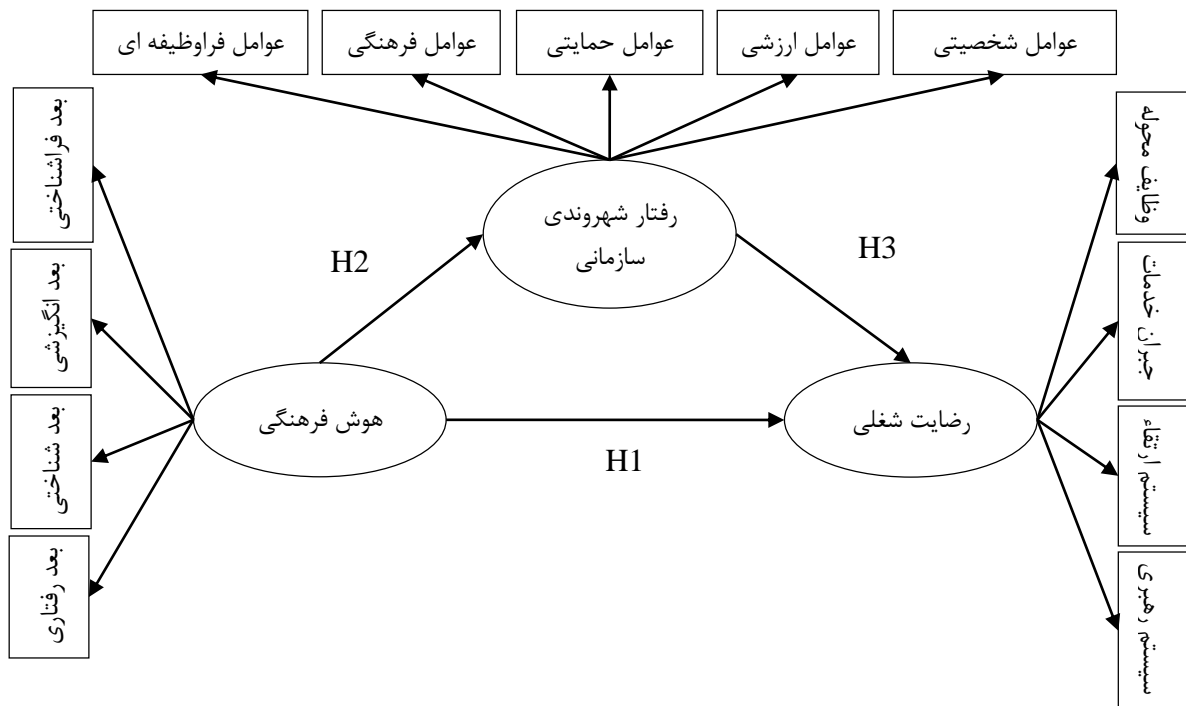 عوامل شخصیتی
عوامل ارزشی
عوامل حمایتی
عوامل فرهنگی
عوامل فراوظیفه ای
وظایف محوله
جبران خدمات
سیستم ارتقاء
سیستم رهبری
رفتار شهروندی
سازمانی
H3
H2
رضایت شغلی
هوش فرهنگی
H1
بعد فراشناختی
بعد انگیزشی
بعد شناختی
بعد رفتاری